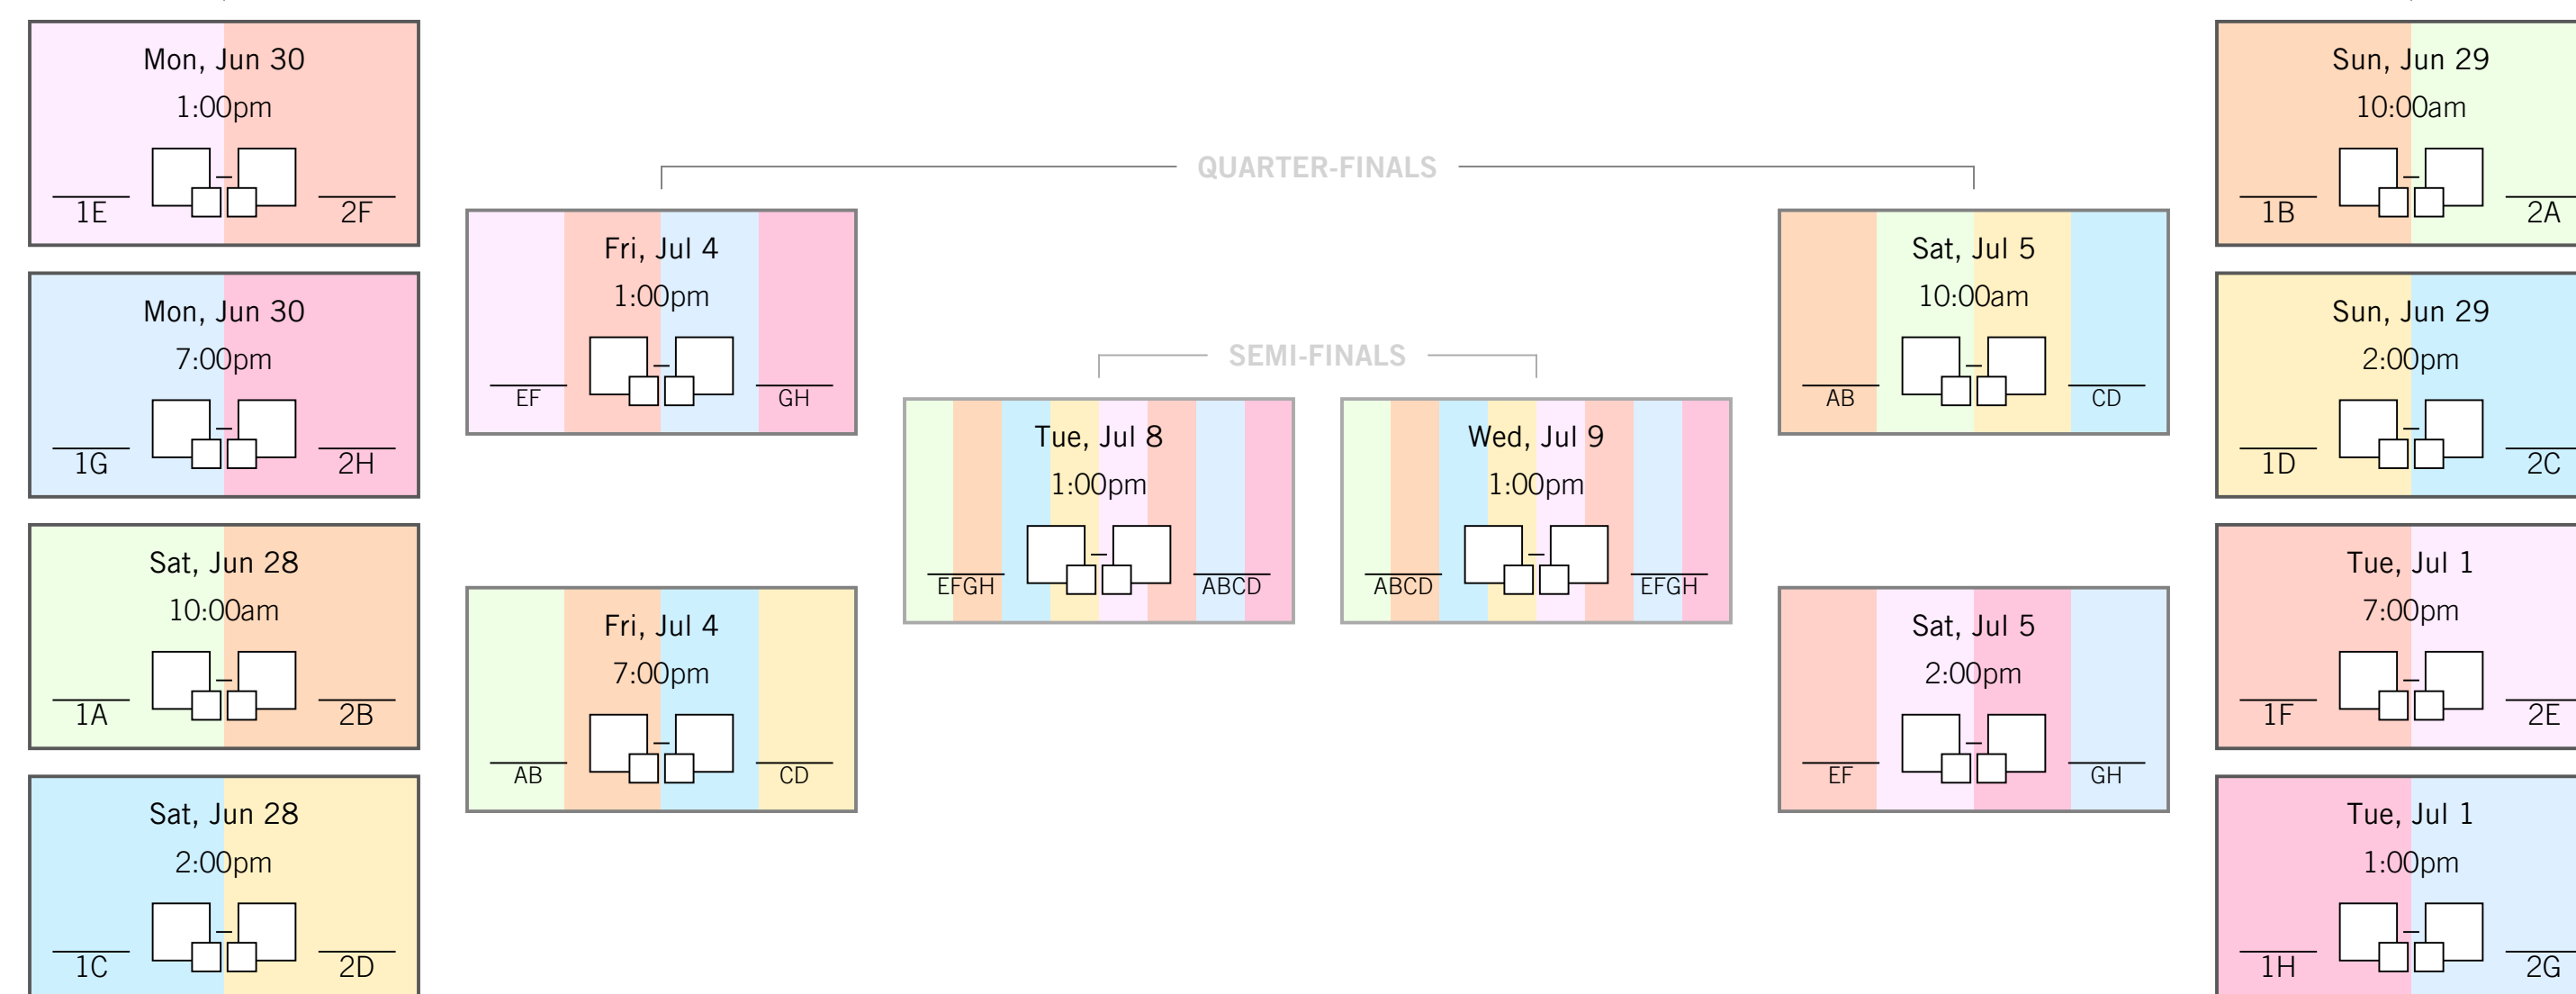 Mon, Jun 30
1:00pm
1E
2F
Mon, Jun 30
7:00pm
1G
2H
Sat, Jun 28
10:00am
1A
2B
Sat, Jun 28
2:00pm
1C
2D
QUARTER-FINALS
Fri, Jul 4
1:00pm
EF
GH
Fri, Jul 4
7:00pm
AB
CD
SEMI-FINALS
Tue, Jul 8
1:00pm
EFGH
ABCD
Wed, Jul 9
1:00pm
ABCD
EFGH
Sat, Jul 5
10:00am
AB
CD
Sat, Jul 5
2:00pm
EF
GH
Sun, Jun 29
10:00am
1B
2A
Sun, Jun 29
2:00pm
1D
2C
Tue, Jul 1
7:00pm
1F
2E
Tue, Jul 1
1:00pm
1H
2G